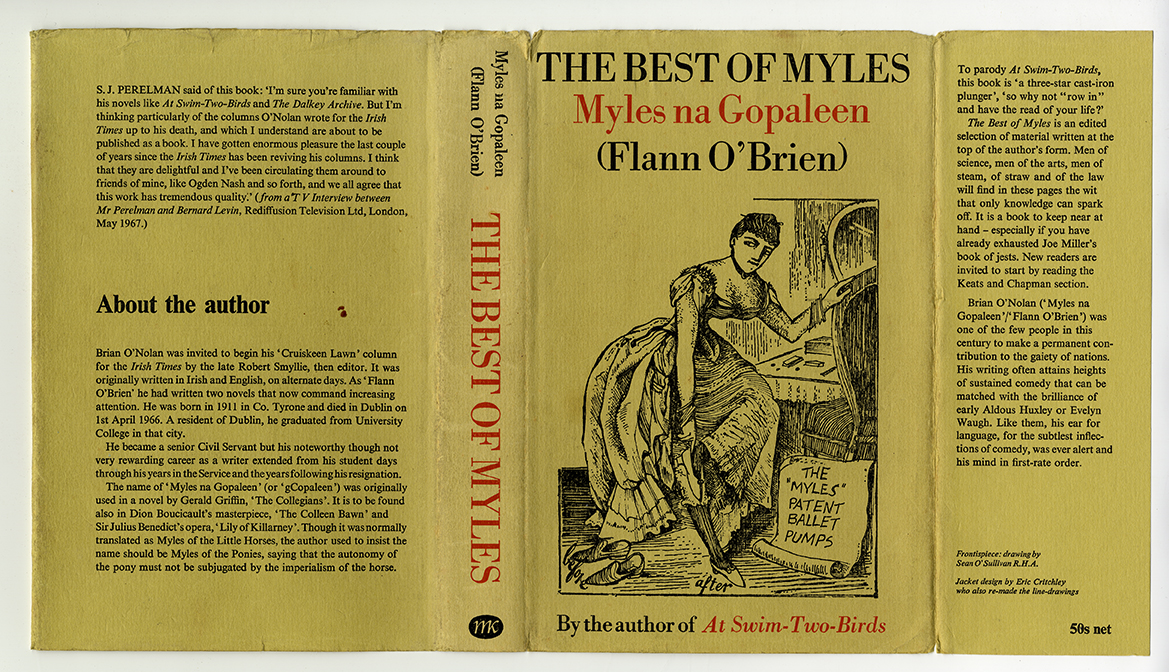 S. J. PERELMAN said of this book: ‘I’m sure you’re familiar with
his novels like At Swim-Two-Birds and The Dalkey Archive. But I’m
thinking particularly of the columns O’Nolan wrote for the Irish
Times up to his death, and which I understand are about to be
published as a book. I have gotten enormous pleasure the last couple
of years since the Irish Times has been reviving his columns. I think
that they are delightful and I’ve been circulating them around to
friends of mine, like Ogden Nash and so forth, and we all agree that
this work has tremendous quality.’ (from a T V Interview between
Mr Perelman and Bernard Levin, Rediffusion Television Ltd, London,
May 1967.)
About the author
Brian O’Nolan was invited to begin his ‘Cruiskeen Lawn’ column
for the Irish Times by the late Robert Smyllie, then editor. It was
originally written in Irish and English, on alternate days. As ‘Flann
O’Brien’ he had written two novels that now command increasing
attention. He was born in 1911 in Co. Tyrone and died in Dublin on
1st April 1966. A resident of Dublin, he graduated from University
College in that city.
He became a senior Civil Servant but his noteworthy though not
very rewarding career as a writer extended from his student days
through his years in the Service and the years following his resignation.
The name of ‘Myles na Gopaleen’ (or ‘gCopaleen’) was originally
used in a novel by Gerald Griffin, ‘The Collegians’. It is to be found
also in Dion Boucicault’s masterpiece, ‘The Colleen Bawn’ and
Sir Julius Benedict’s opera, ‘Lily of Killarney’. Though it was normally
translated as Myles of the Little Horses, the author used to insist the
name should be Myles of the Ponies, saying that the autonomy of
the pony must not be subjugated by the imperialism of the horse.
Myles na Gopaleen
(Flann O’Brien)
THE BEST OF MYLES
mk
THE BEST OF MYLES
Myles na Gopaleen
(Flann O’Brien)
THE
"MYLES"
PATENT
BALLET
PUMPS
before
after
By the author of At Swim-Two-Birds
To parody At Swim-Two-Birds,
this book is ‘a three-star cast-iron
plunger’, ‘so why not “row in”
and have the read of your life?’
The Best of Myles is an edited
selection of material written at the
top of the author’s form. Men of
science, men of the arts, men of
steam, of straw and of the law
will find in these pages the wit
that only knowledge can spark
off. It is a book to keep near at
hand – especially if you have
already exhausted Joe Miller’s
book of jests. New readers are
invited to start by reading the
Keats and Chapman section.
Brian O’Nolan (‘Myles na
Gopaleen’/‘Flann O’Brien’) was
one of the few people in this
century to make a permanent con-
tribution to the gaiety of nations.
His writing often attains heights
of sustained comedy that can be
matched with the brilliance of
early Aldous Huxley or Evelyn
Waugh. Like them, his ear for
language, for the subtlest inflec-
tions of comedy, was ever alert and
his mind in first-rate order.
Frontispiece: drawing by
Sean O’Sullivan R.H.A.
Jacket design by Eric Critchley
who also re-made the line-drawings
50s net